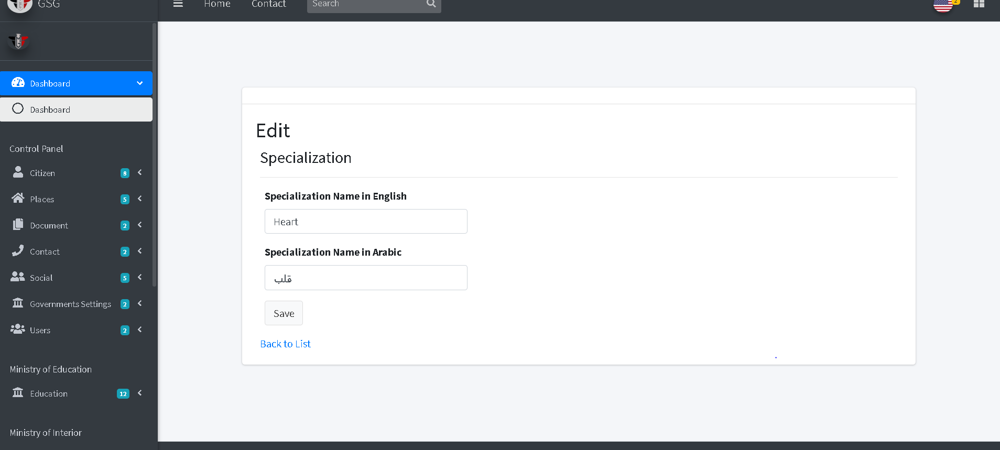 GSG
Home
Contact
Search
2
Dashboard
Dashboard
Control Panel
Citizen 8
Places 5
Document 2
Contact 2
Social 5
Governments Settings 2
Users 2
Ministry of Education
Education 12
Ministry of Interior
Edit
Specialization
Specialization Name in English
Heart
Specialization Name in Arabic
قلب
Save
Back to List